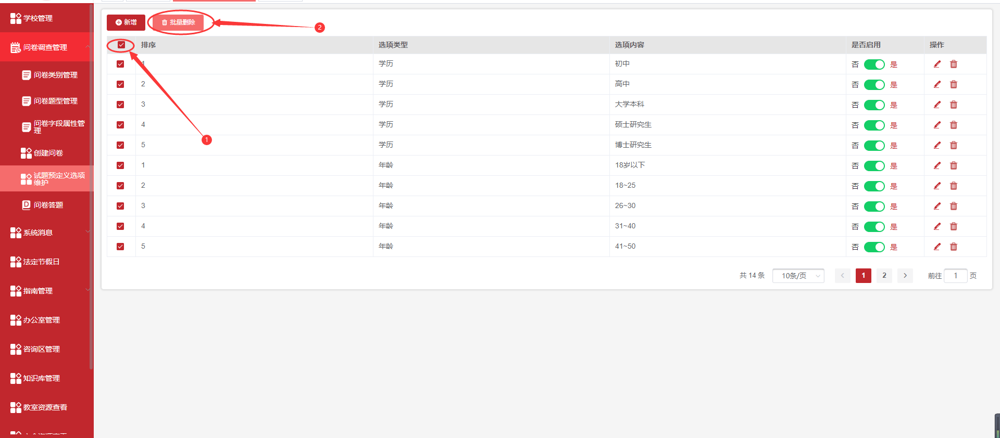 学校管理
问卷调查管理
问卷类别管理
问卷题型管理
问卷字段属性管
理
创建问卷
试题预定义选项
维护
问卷答题
系统消息
法定节假日
指南管理
办公室管理
咨询区管理
知识库管理
教室资源查看
新增 批量删除 2
排序 选项类型 选项内容 是否启用 操作
1 学历 初中 否 是
2 学历 高中 否 是
3 学历 大学本科 否 是
4 学历 硕士研究生 否 是
1
5 学历 博士研究生 否 是
1 年龄 18岁以下 否 是
2 年龄 18~25 否 是
3 年龄 26~30 否 是
4 年龄 31~40 否 是
5 年龄 41~50 否 是
共 14 条 10条/页 1 2 前往 1 页